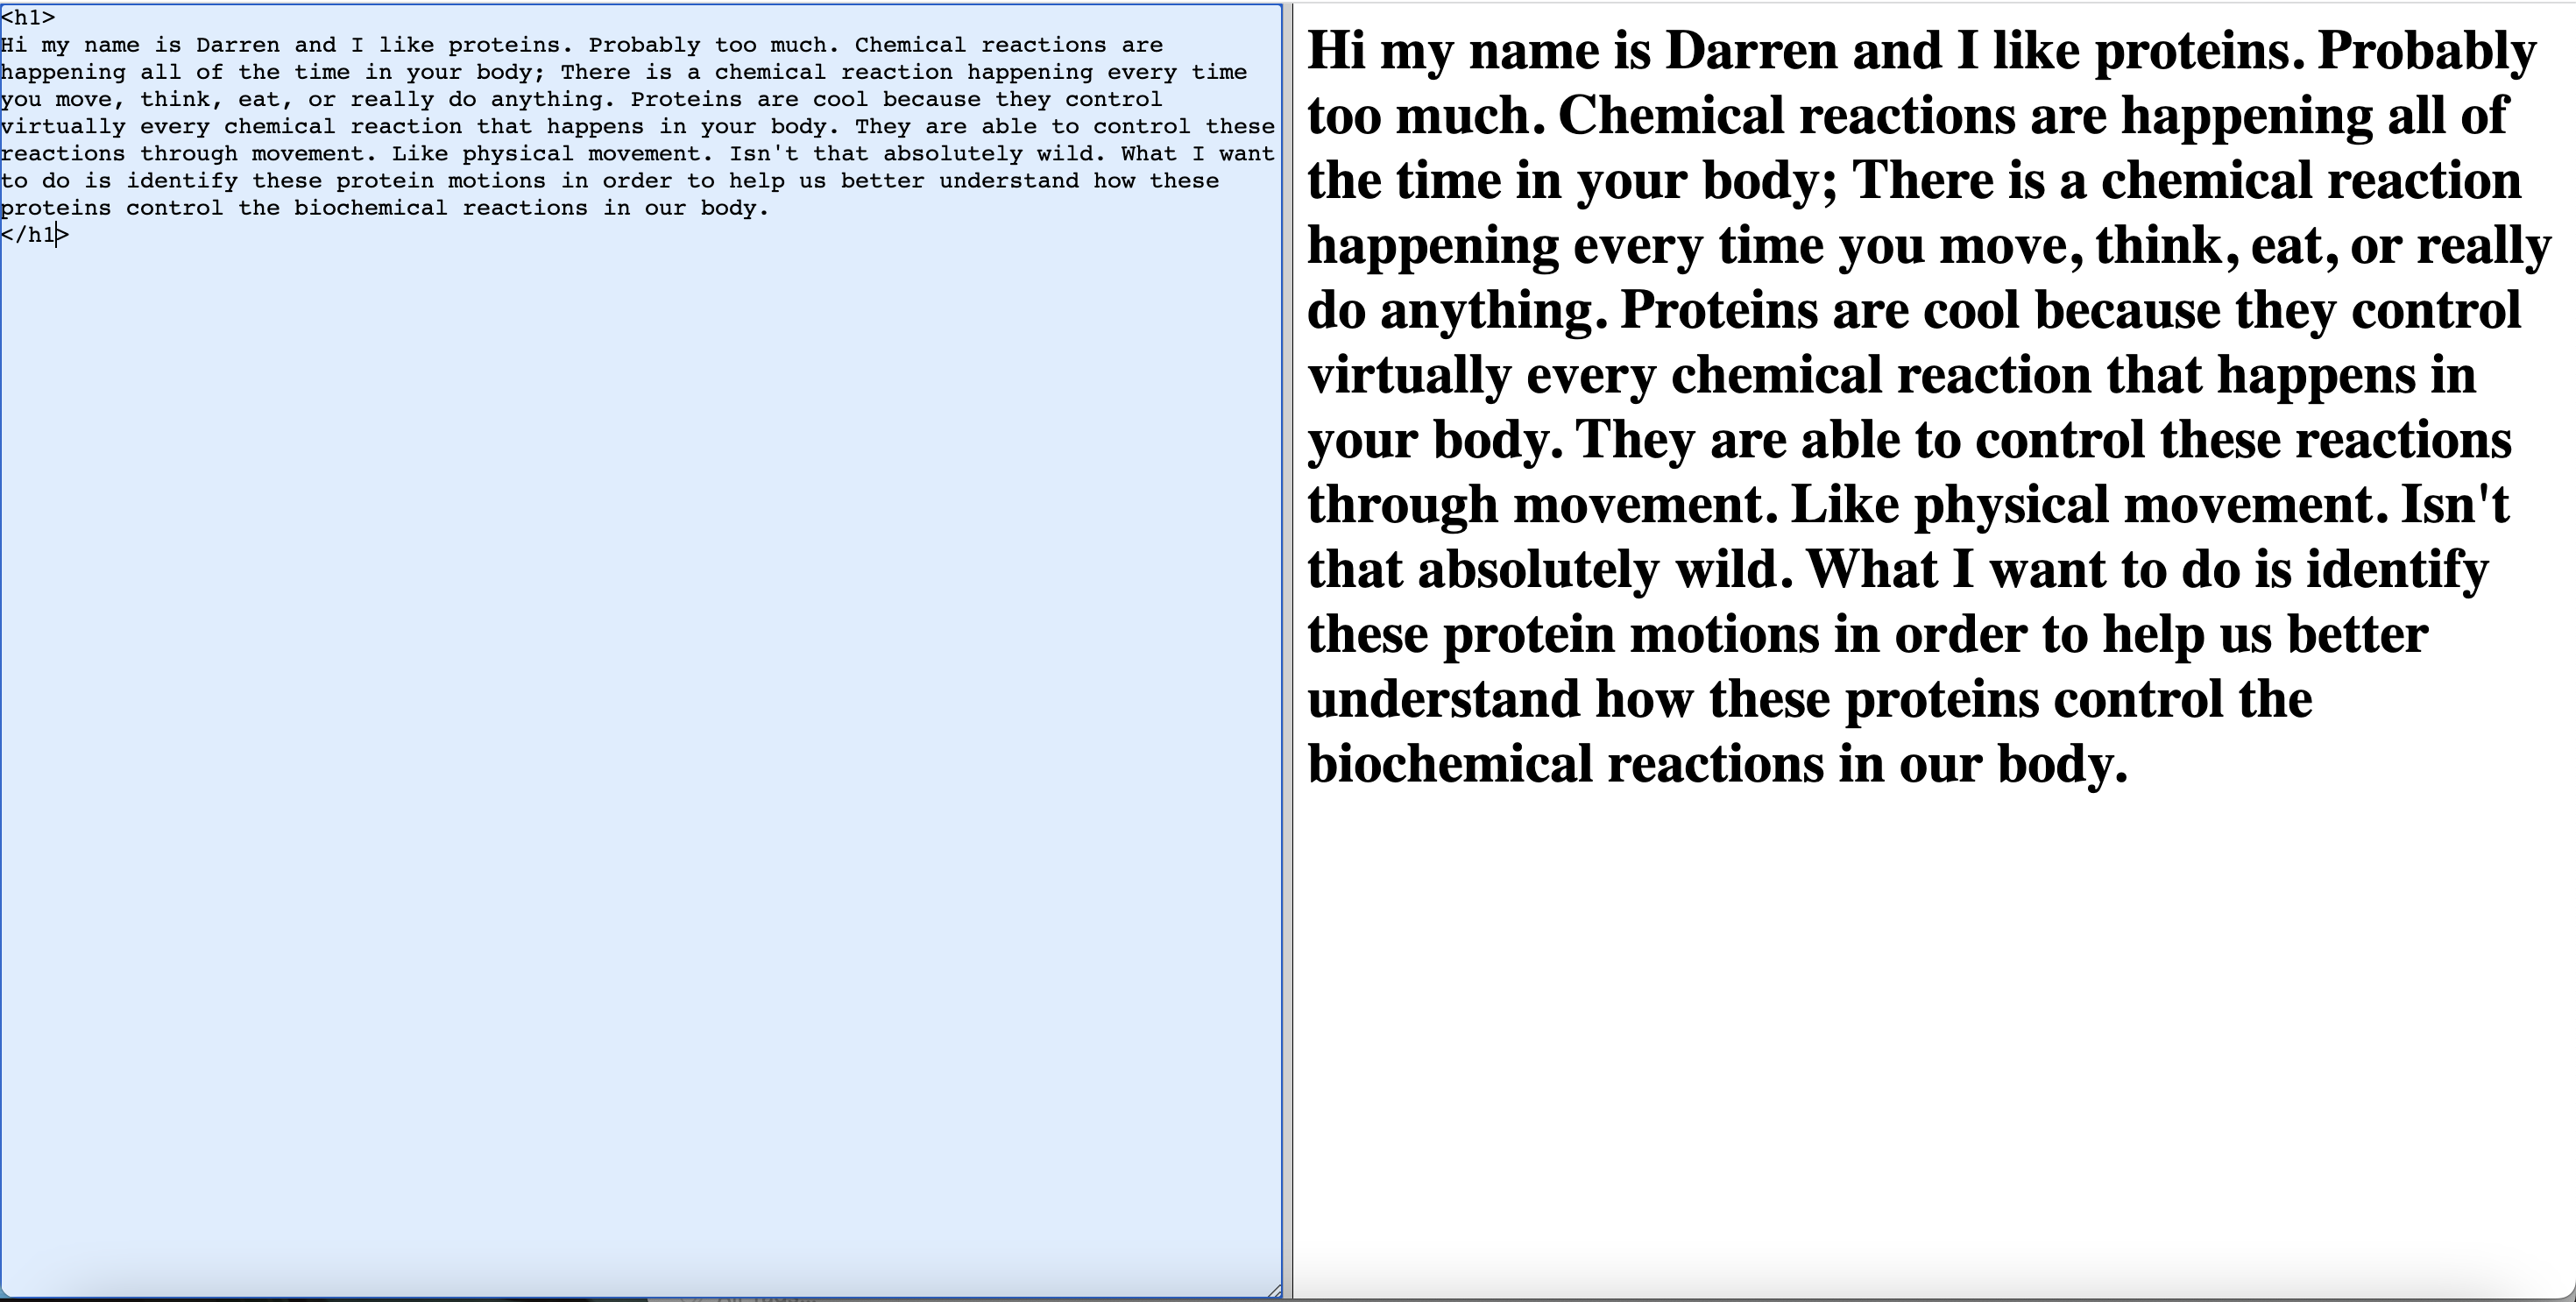 <h1>
Hi my name is Darren and I like proteins. Probably too much. Chemical reactions are
happening all of the time in your body; There is a chemical reaction happening every time
you move, think, eat, or really do anything. Proteins are cool because they control
virtually every chemical reaction that happens in your body. They are able to control these
reactions through movement. Like physical movement. Isn't that absolutely wild. What I want
to do is identify these protein motions in order to help us better understand how these
proteins control the biochemical reactions in our body.
</h1>
Hi my name is Darren and I like proteins. Probably
too much. Chemical reactions are happening all of
the time in your body; There is a chemical reaction
happening every time you move, think, eat, or really
do anything. Proteins are cool because they control
virtually every chemical reaction that happens in
your body. They are able to control these reactions
through movement. Like physical movement. Isn't
that absolutely wild. What I want to do is identify
these protein motions in order to help us better
understand how these proteins control the
biochemical reactions in our body.